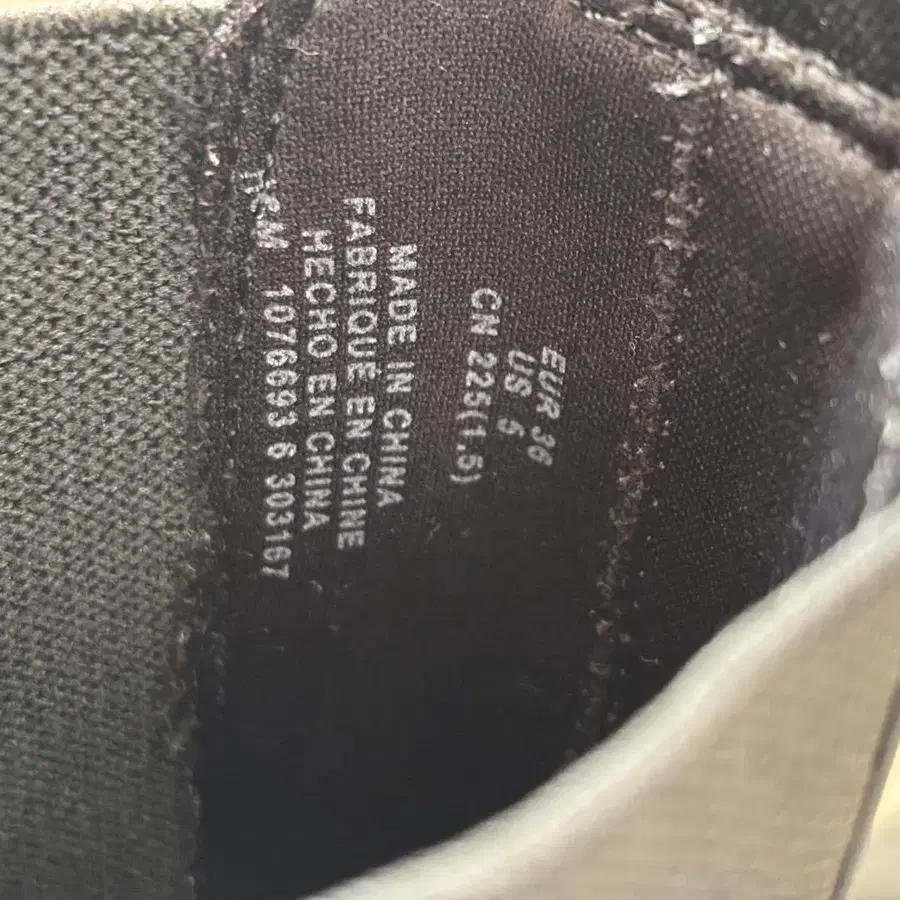 EUR 36
US 5
CN 225(1.5)
MADE IN CHINA
FABRIQUE EN CHINE
HECHO EN CHINA
H&M 1076693 6 303167